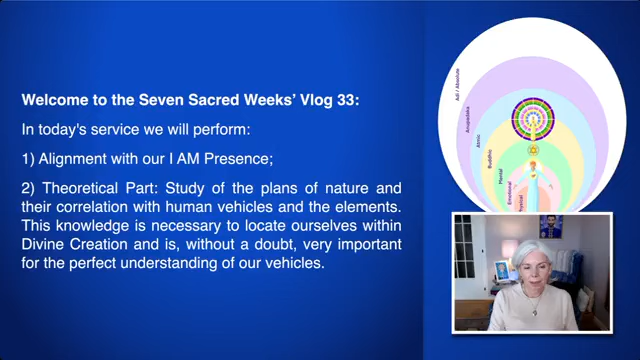 Welcome to the Seven Sacred Weeks' Vlog 33:
In today's service we will perform:
1) Alignment with our I AM Presence;
2) Theoretical Part: Study of the plans of nature and
their correlation with human vehicles and the elements.
This knowledge is necessary to locate ourselves within
Divine Creation and is, without a doubt, very important
for the perfect understanding of our vehicles.
Adi / Absolute
Anupadaka
Atmic
Buddhic
Mental
Emotional
Physical